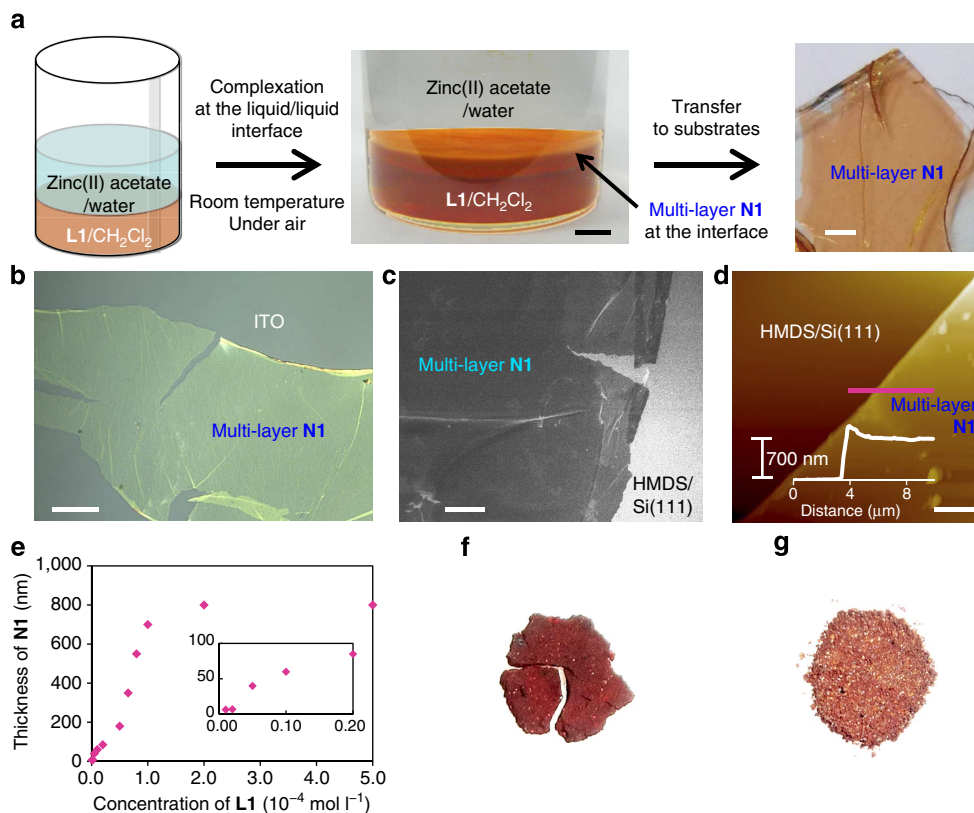 a
Zinc(II) acetate
/water
L1/CH₂Cl₂
Complexation
at the liquid/liquid
interface
Room temperature
Under air
Zinc(II) acetate
/water
L1/CH₂Cl₂
Transfer
to substrates
Multi-layer N1
at the interface
Multi-layer N1
b
ITO
Multi-layer N1
c
Multi-layer N1
HMDS/
Si(111)
d
HMDS/Si(111)
Multi-layer
N1
700 nm
0 4 8
Distance (μm)
e
Thickness of N1 (nm)
1,000
800
600
400
200
0
0.0 1.0 2.0 3.0 4.0 5.0
Concentration of L1 (10⁻⁴ mol l⁻¹)
100
50
0
0.00 0.10 0.20
f
g